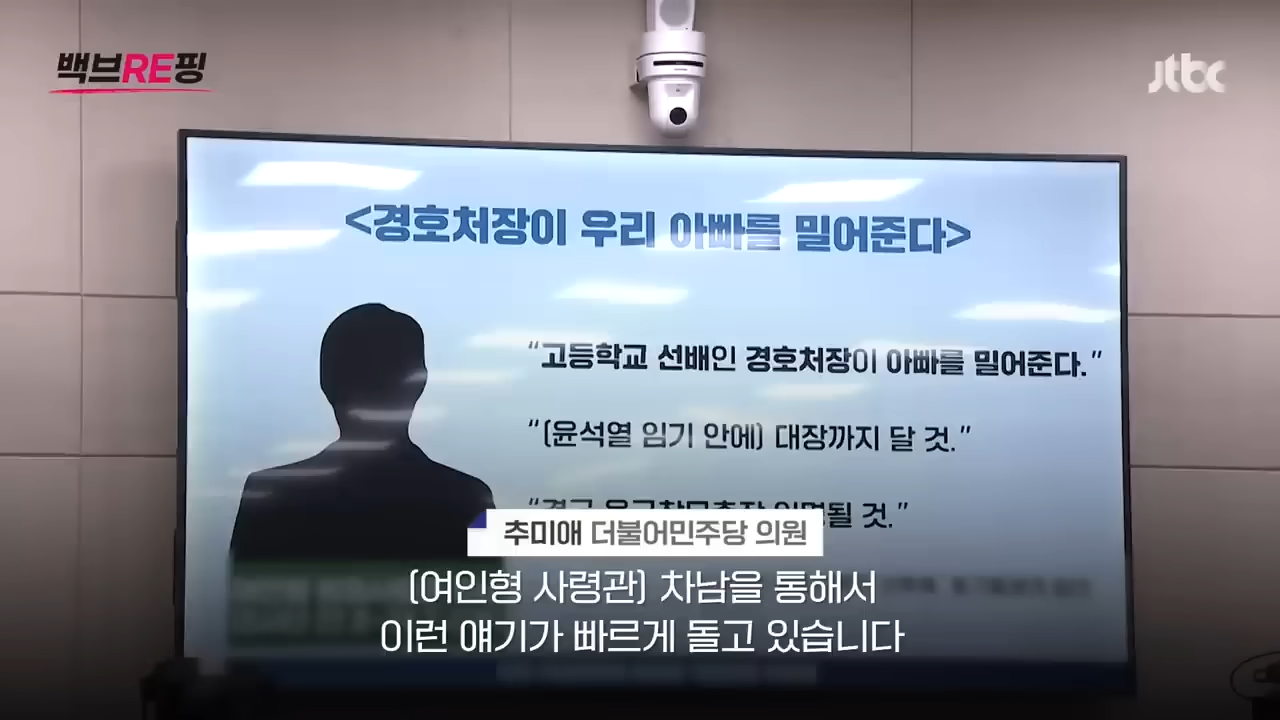 백브RE핑
jtbc
<경호처장이 우리 아빠를 밀어준다>
"고등학교 선배인 경호처장이 아빠를 밀어준다."
"(윤석열 임기 안에) 대장까지 달 것."
될 것."
추미애 더불어민주당 의원
(여인형 사령관) 차남을 통해서
이런 얘기가 빠르게 돌고 있습니다